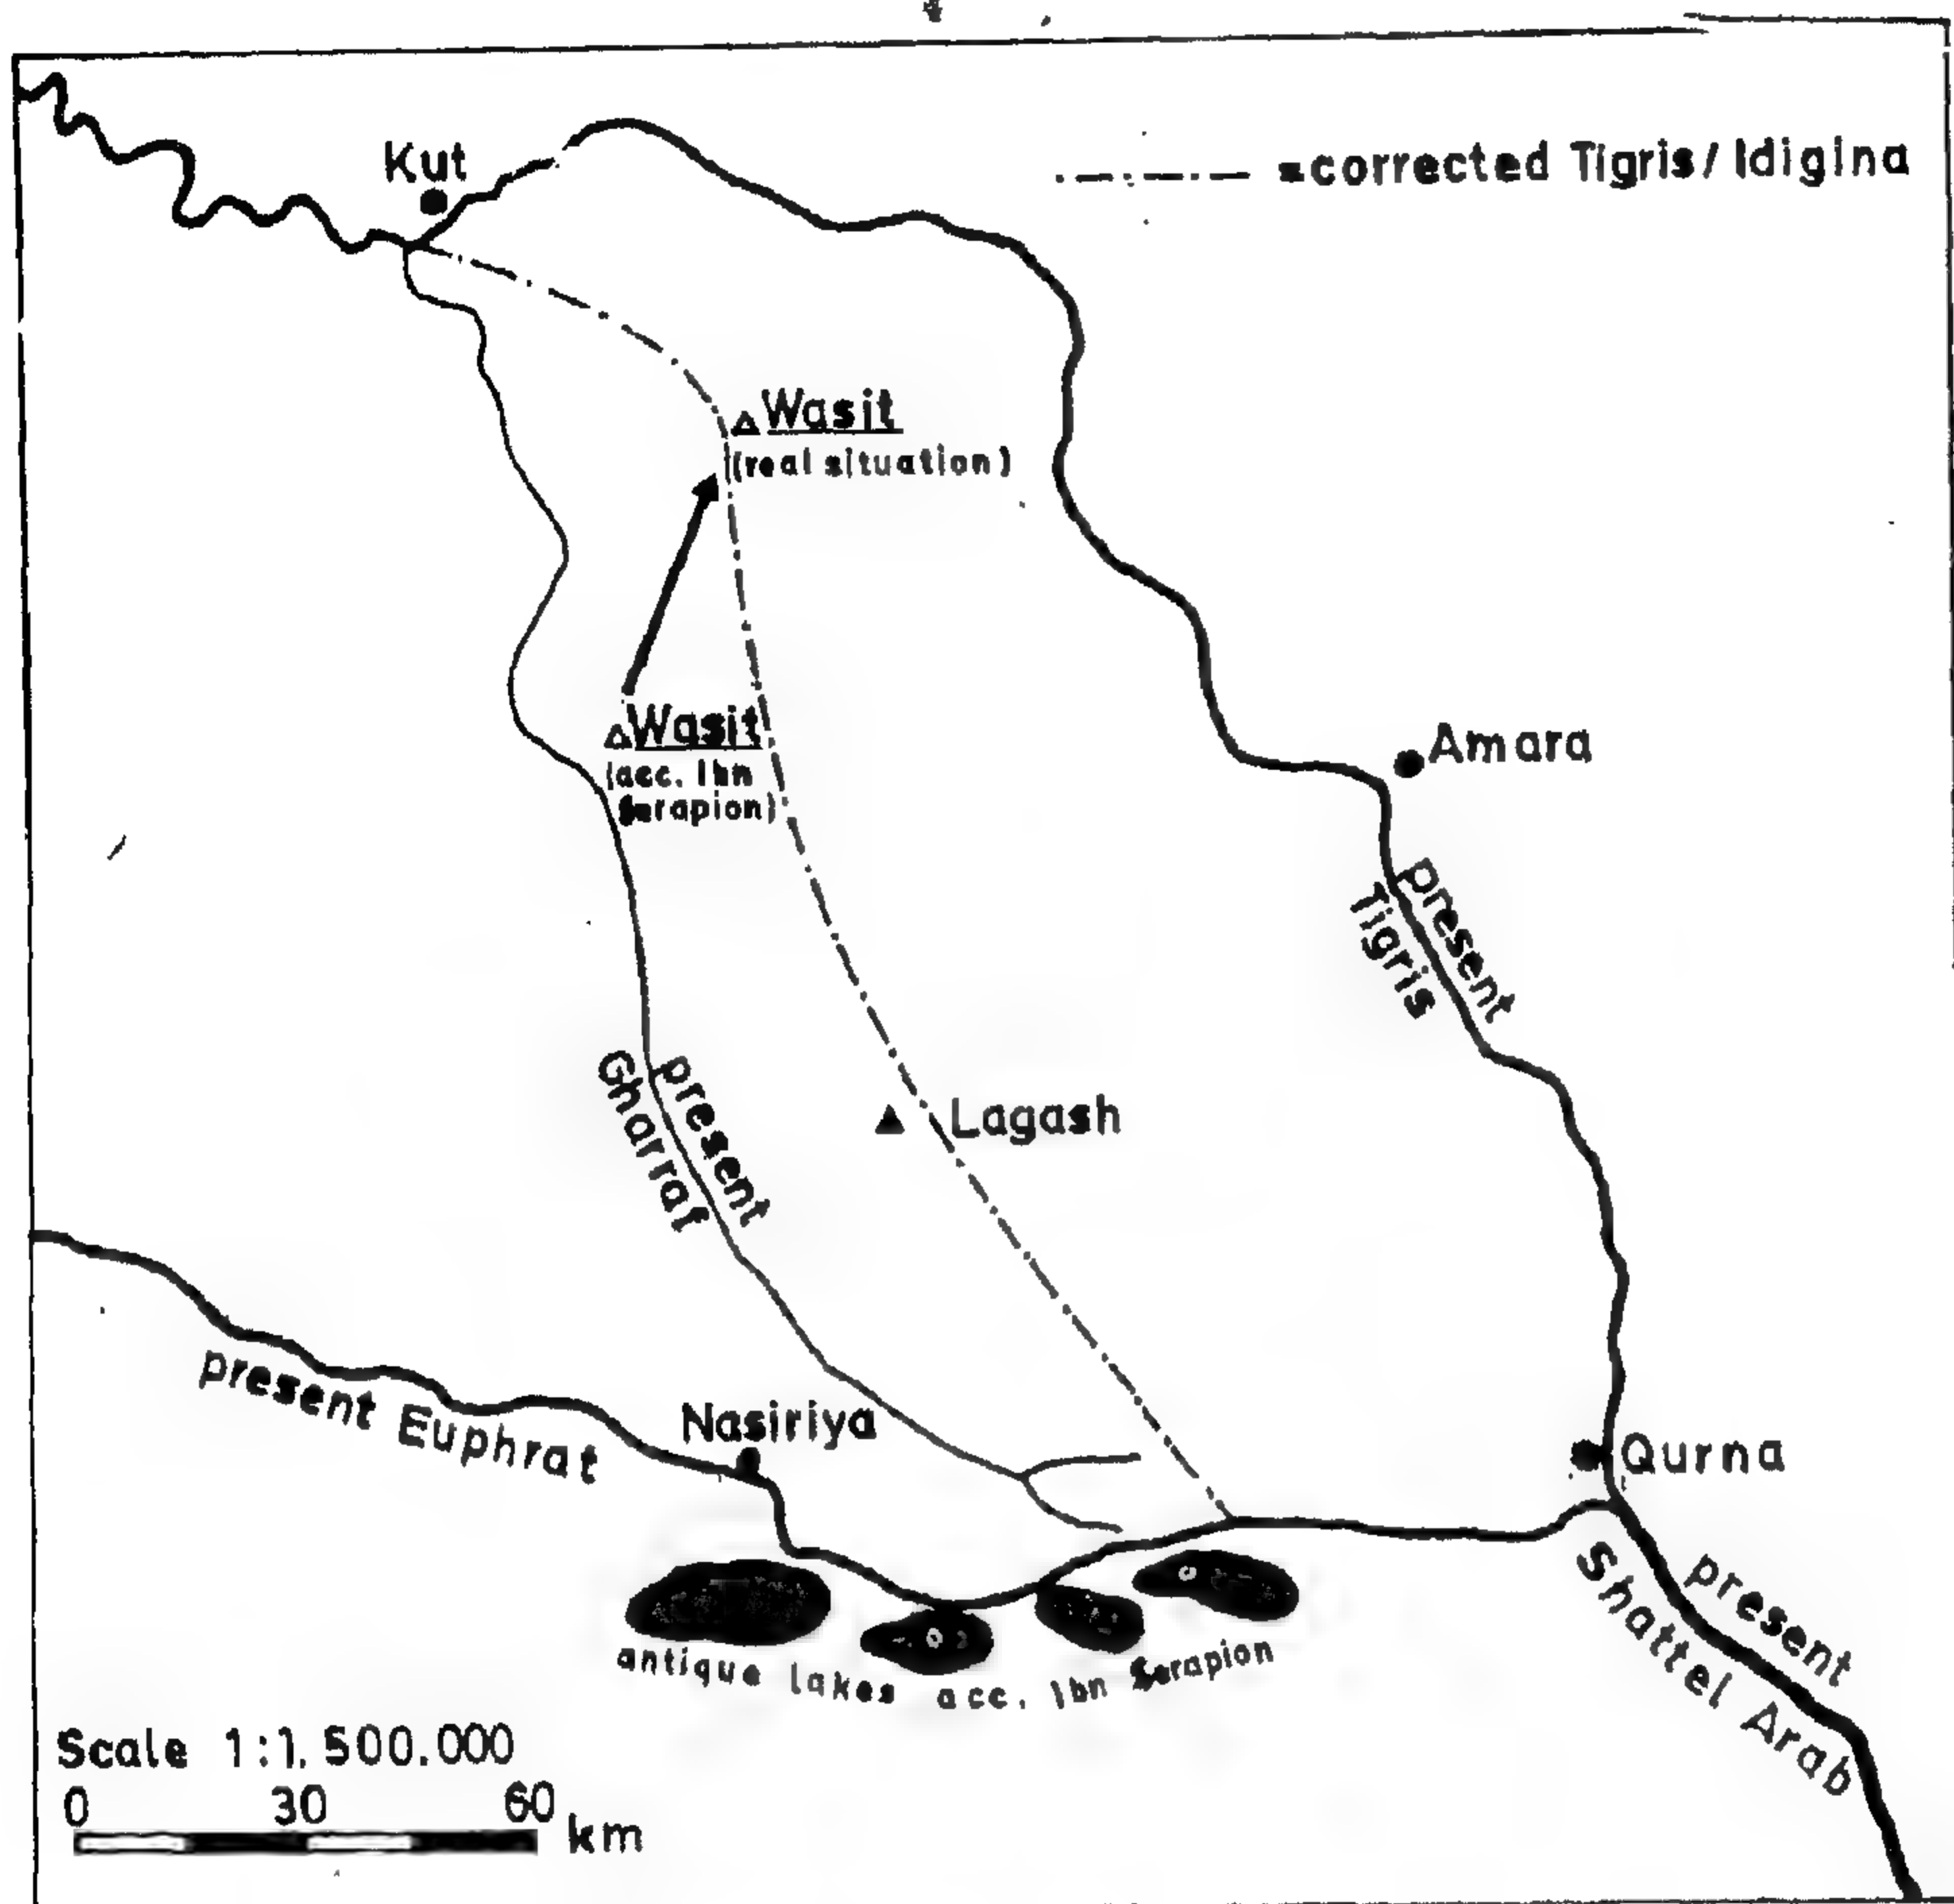 Kut
=corrected Tigris/ Idigina
Wasit
(real situation)
Wasit
(acc. Ibn
Serapion)
Amara
present
Tigris
present
Gharraf
Lagash
present Euphrat
Nasiriya
Qurna
present
Shattel Arab
antique lakes acc. Ibn Serapion
Scale 1:1.500.000
0 30 60 km